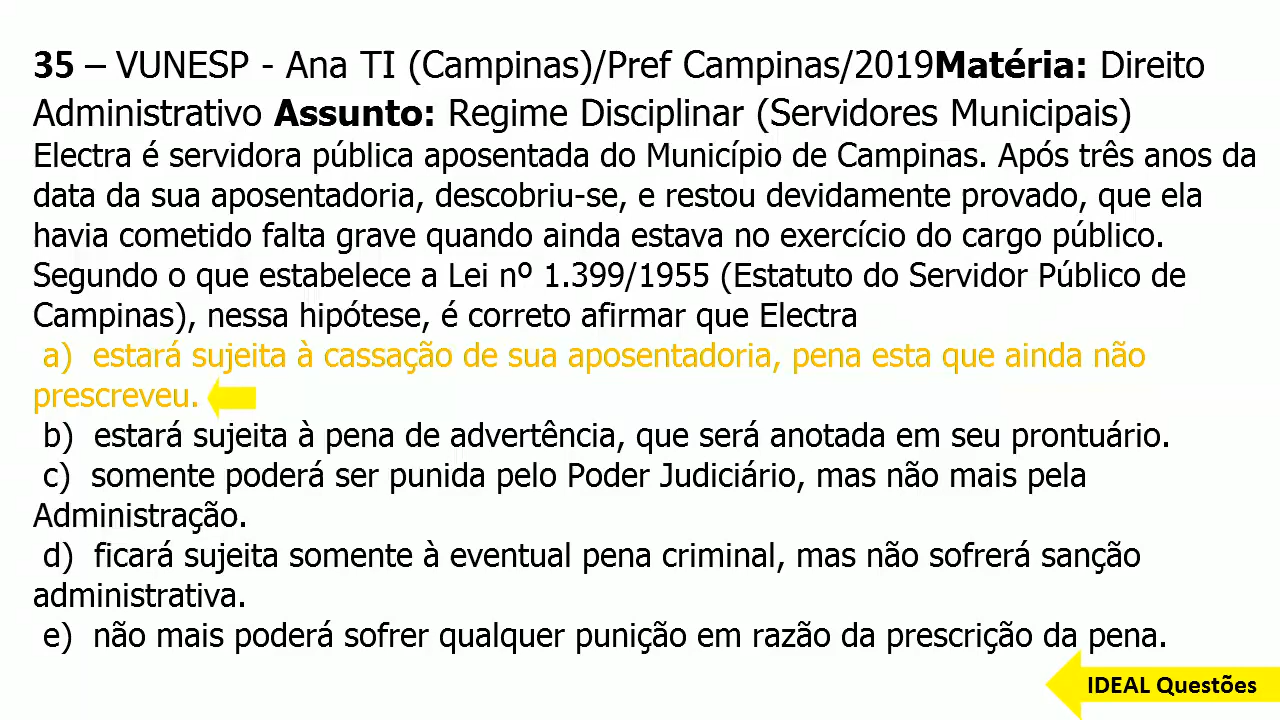 35 – VUNESP - Ana TI (Campinas)/Pref Campinas/2019Matéria: Direito
Administrativo Assunto: Regime Disciplinar (Servidores Municipais)
Electra é servidora pública aposentada do Município de Campinas. Após três anos da
data da sua aposentadoria, descobriu-se, e restou devidamente provado, que ela
havia cometido falta grave quando ainda estava no exercício do cargo público.
Segundo o que estabelece a Lei nº 1.399/1955 (Estatuto do Servidor Público de
Campinas), nessa hipótese, é correto afirmar que Electra
a) estará sujeita à cassação de sua aposentadoria, pena esta que ainda não
prescreveu.
b) estará sujeita à pena de advertência, que será anotada em seu prontuário.
c) somente poderá ser punida pelo Poder Judiciário, mas não mais pela
Administração.
d) ficará sujeita somente à eventual pena criminal, mas não sofrerá sanção
administrativa.
e) não mais poderá sofrer qualquer punição em razão da prescrição da pena.
IDEAL Questões